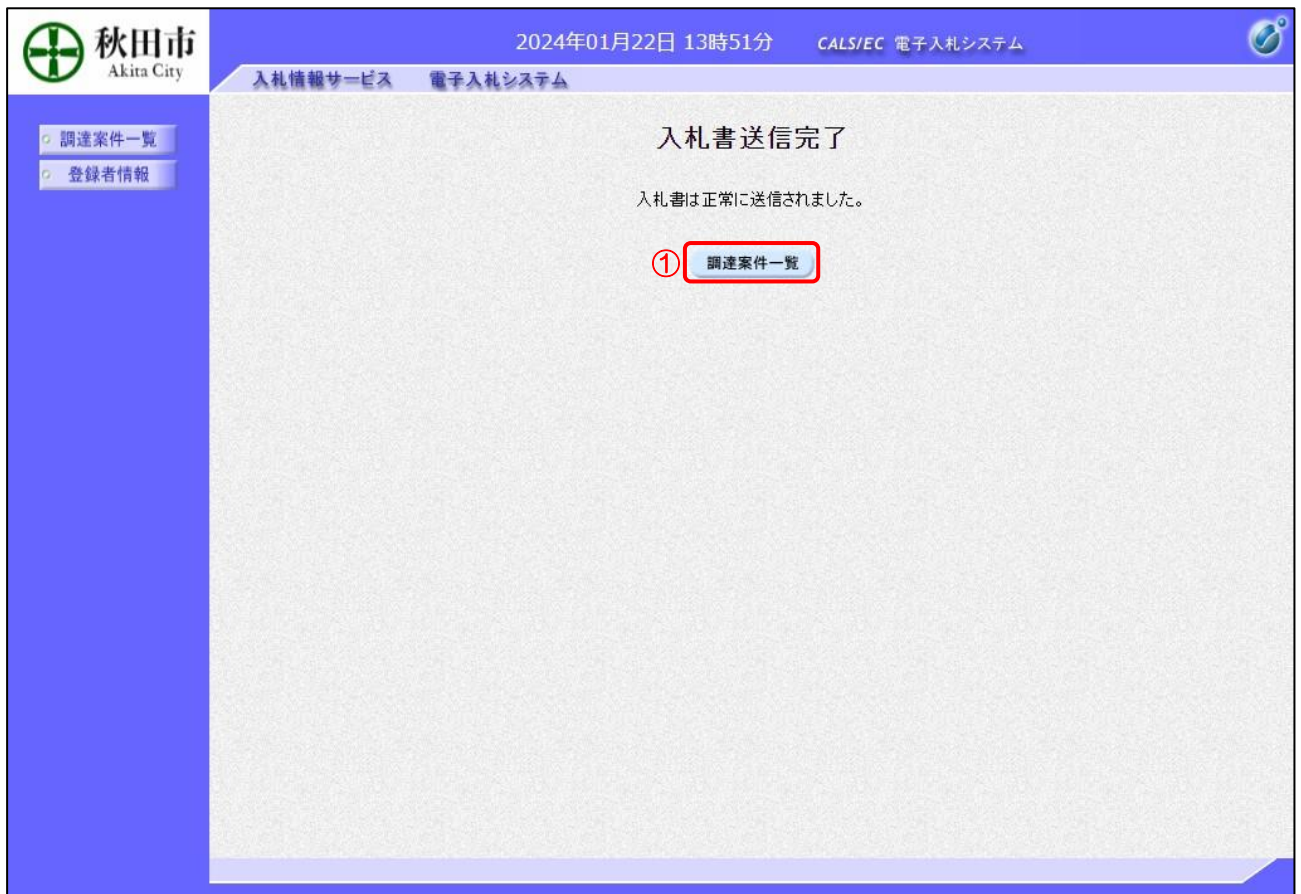 秋田市
Akita City
2024年01月22日 13時51分 CALS/EC 電子入札システム
入札情報サービス 電子入札システム
調達案件一覧
登録者情報
入札書送信完了
入札書は正常に送信されました。
① 調達案件一覧